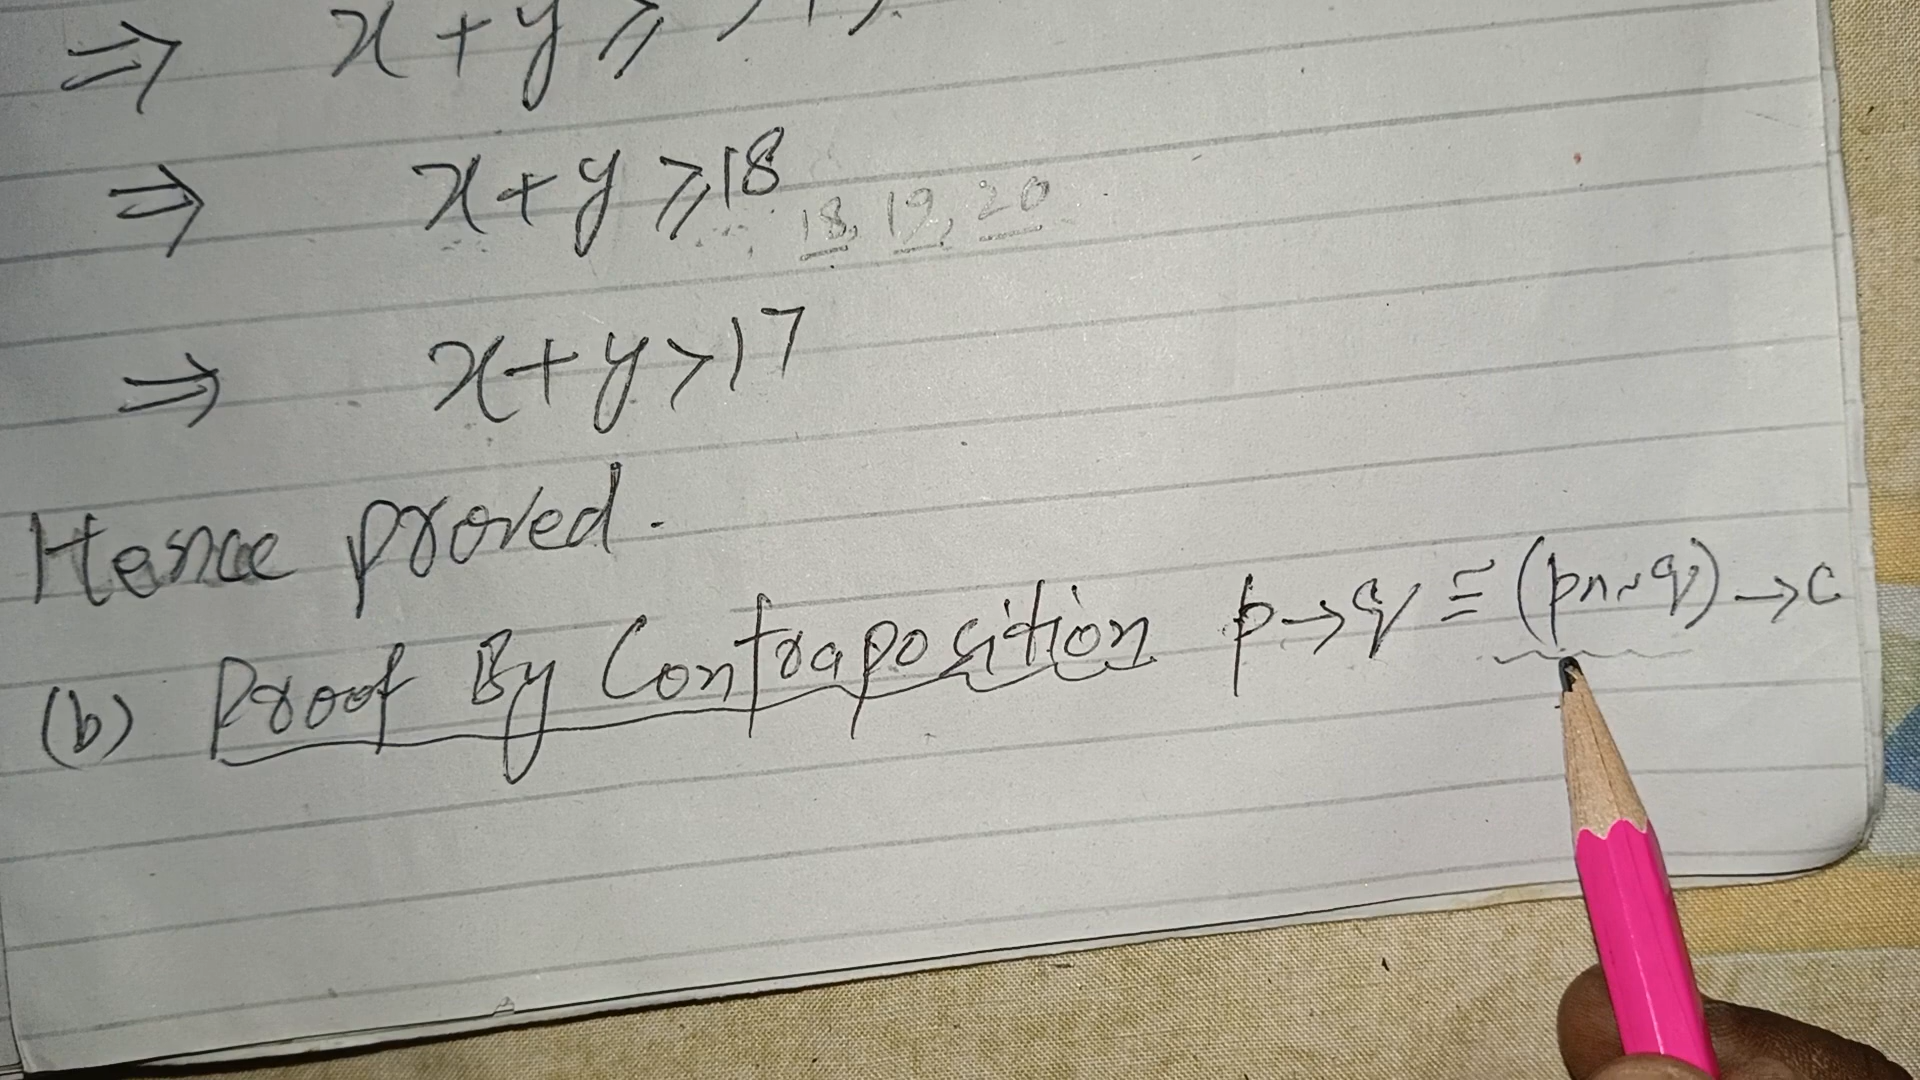 ⇒ x + y ≥
⇒ x + y ≥ 18 18, 19, 20
⇒ x + y > 17
Hence proved.
(b) Proof By Contraposition p → q ≡ (p ∧ ~q) → c